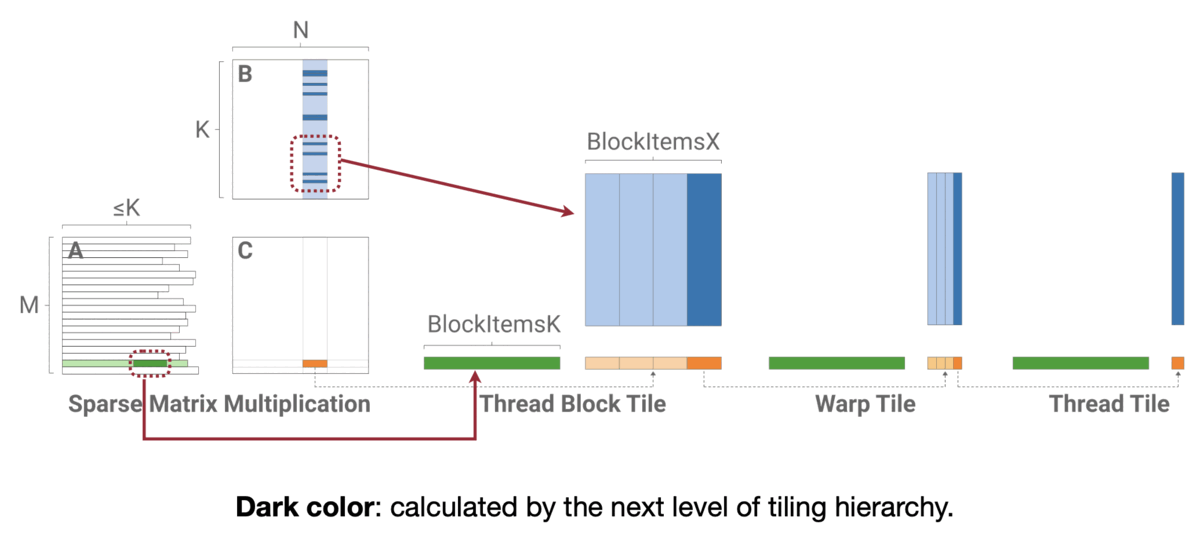 N
B
K
BlockItemsX
≤K
A
C
M
BlockItemsK
Sparse Matrix Multiplication
Thread Block Tile
Warp Tile
Thread Tile
Dark color: calculated by the next level of tiling hierarchy.